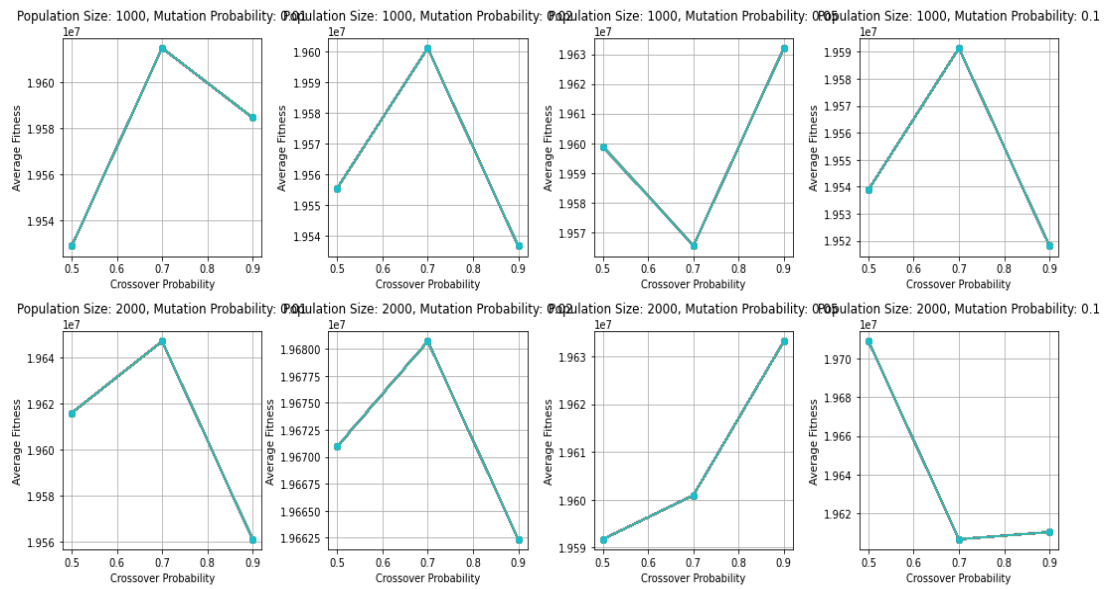 Population Size: 1000, Mutation Probability: 0.01
Population Size: 1000, Mutation Probability: 0.02
Population Size: 1000, Mutation Probability: 0.05
Population Size: 1000, Mutation Probability: 0.1
1e7
1.960
1.958
1.956
1.954
Average Fitness
0.5 0.6 0.7 0.8 0.9
Crossover Probability
1e7
1.960
1.959
1.958
1.957
1.956
1.955
1.954
Average Fitness
0.5 0.6 0.7 0.8 0.9
Crossover Probability
1e7
1.963
1.962
1.961
1.960
1.959
1.958
1.957
Average Fitness
0.5 0.6 0.7 0.8 0.9
Crossover Probability
1e7
1.959
1.958
1.957
1.956
1.955
1.954
1.953
1.952
Average Fitness
0.5 0.6 0.7 0.8 0.9
Crossover Probability
Population Size: 2000, Mutation Probability: 0.01
Population Size: 2000, Mutation Probability: 0.02
Population Size: 2000, Mutation Probability: 0.05
Population Size: 2000, Mutation Probability: 0.1
1e7
1.964
1.962
1.960
1.958
1.956
Average Fitness
0.5 0.6 0.7 0.8 0.9
Crossover Probability
1e7
1.96800
1.96775
1.96750
1.96725
1.96700
1.96675
1.96650
1.96625
Average Fitness
0.5 0.6 0.7 0.8 0.9
Crossover Probability
1e7
1.963
1.962
1.961
1.960
1.959
Average Fitness
0.5 0.6 0.7 0.8 0.9
Crossover Probability
1e7
1.970
1.968
1.966
1.964
1.962
Average Fitness
0.5 0.6 0.7 0.8 0.9
Crossover Probability